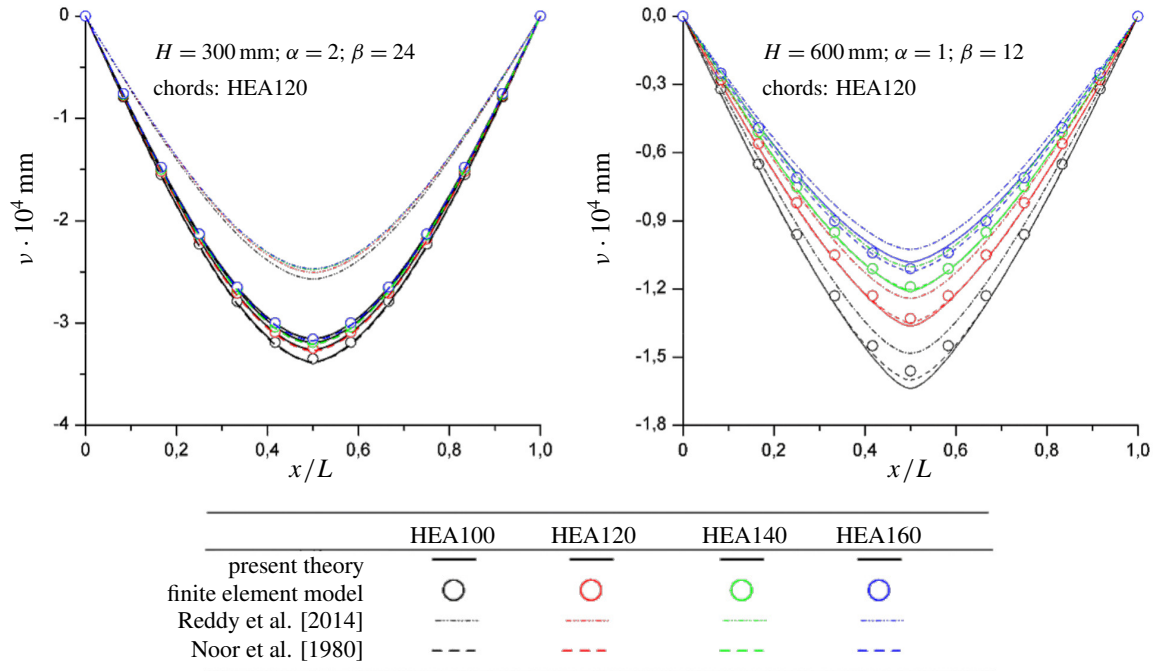 H = 300 mm; α = 2; β = 24
chords: HEA120
0
-1
-2
-3
-4
ν · 10⁴ mm
0 0,2 0,4 0,6 0,8 1,0
x/L
H = 600 mm; α = 1; β = 12
chords: HEA120
0,0
-0,3
-0,6
-0,9
-1,2
-1,5
-1,8
ν · 10⁴ mm
0 0,2 0,4 0,6 0,8 1,0
x/L
HEA100 HEA120 HEA140 HEA160
present theory
finite element model
Reddy et al. [2014]
Noor et al. [1980]